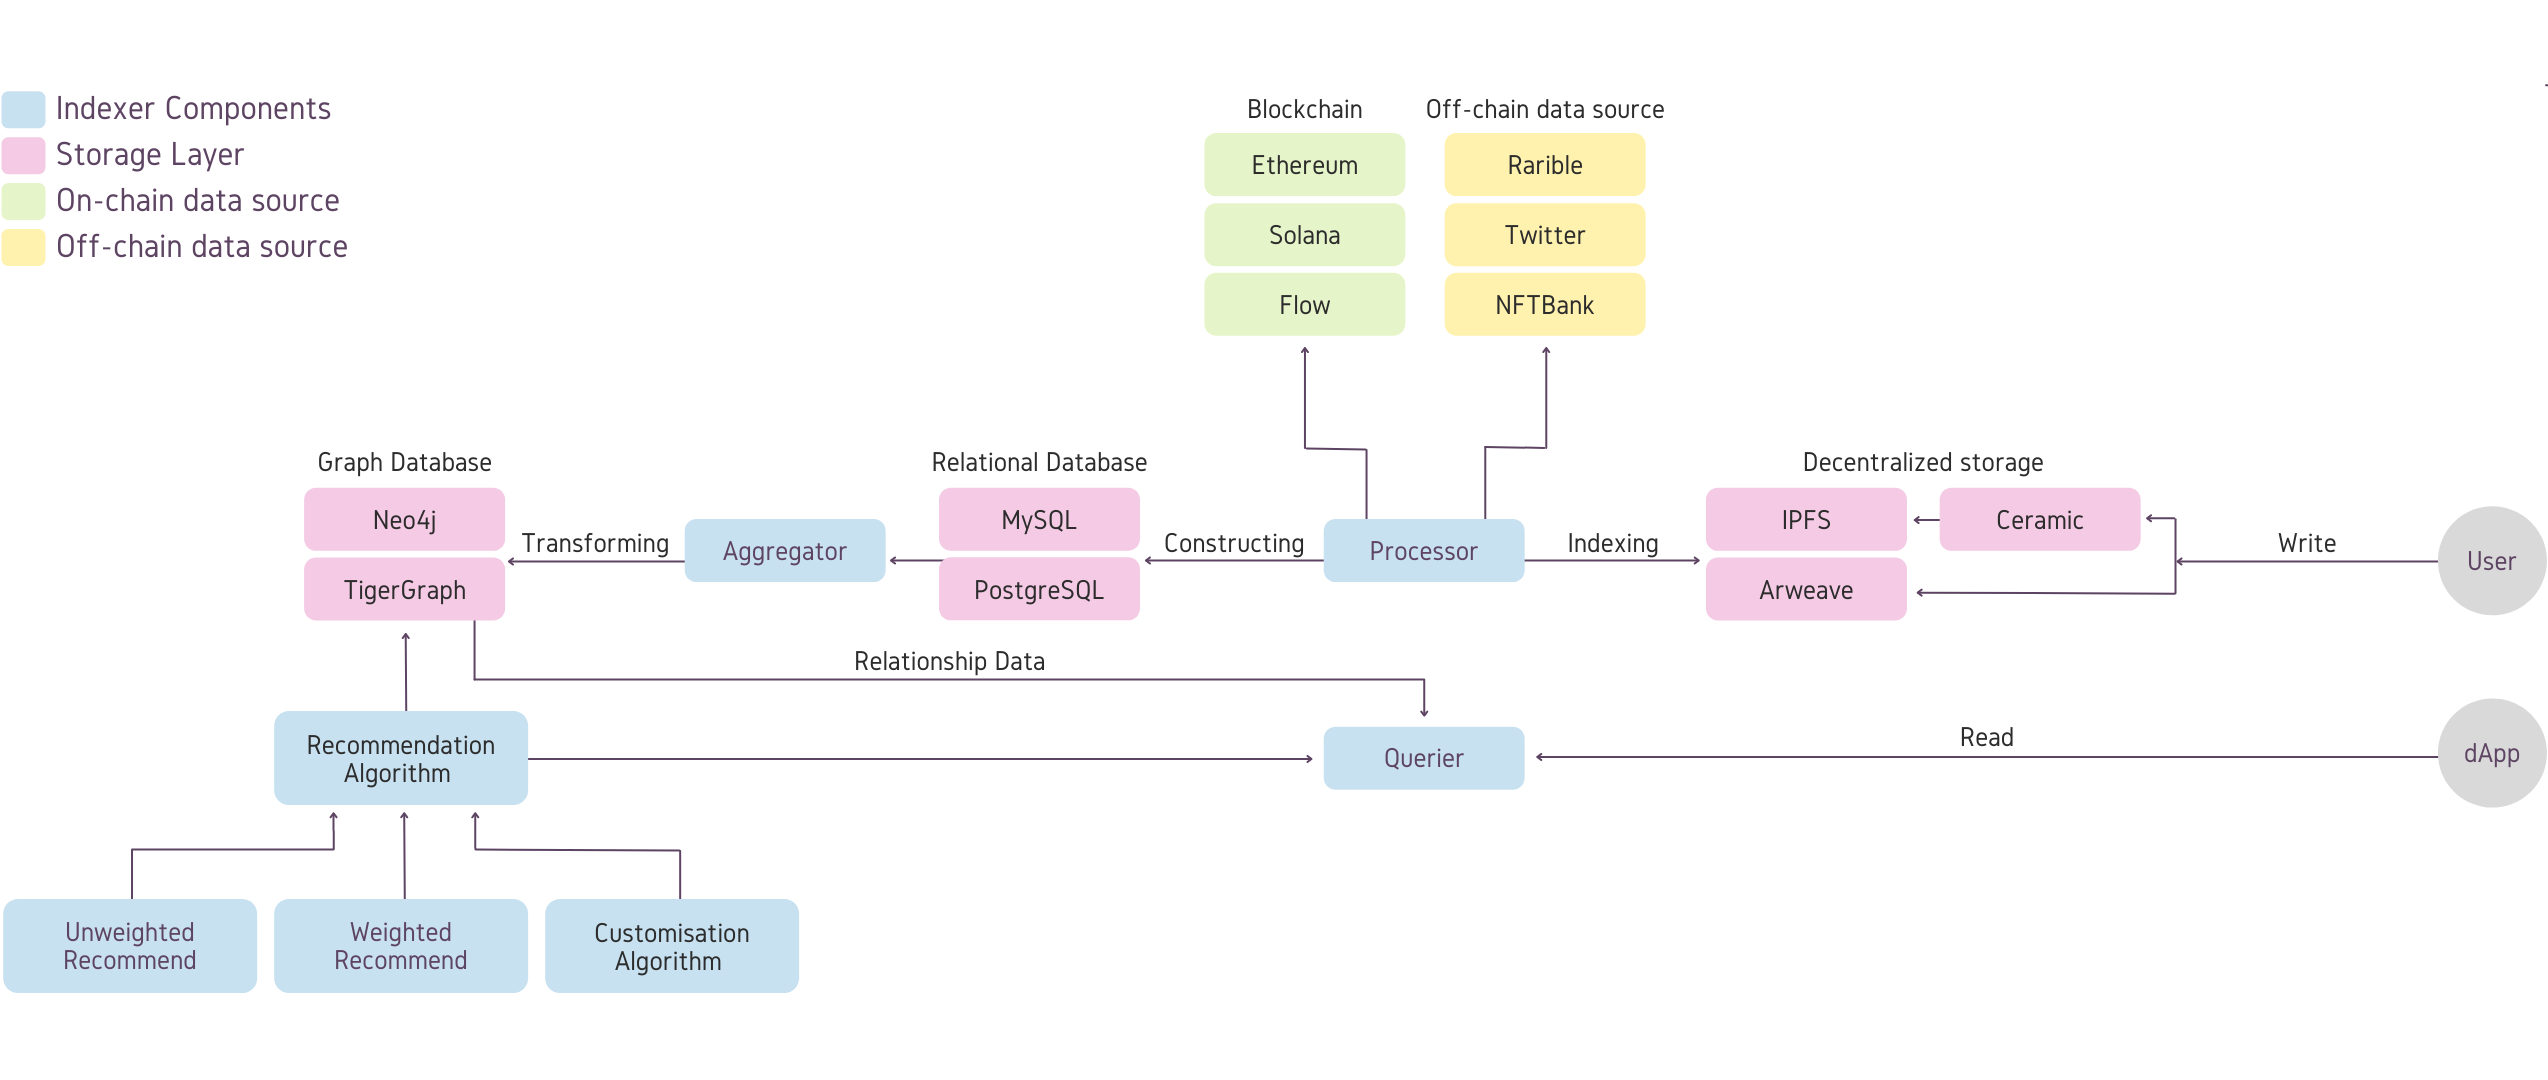 Indexer Components
Storage Layer
On-chain data source
Off-chain data source
Blockchain
Ethereum
Solana
Flow
Off-chain data source
Rarible
Twitter
NFTBank
Graph Database
Neo4j
TigerGraph
Transforming
Aggregator
Relational Database
MySQL
PostgreSQL
Constructing
Processor
Indexing
Decentralized storage
IPFS
Ceramic
Arweave
Write
User
Relationship Data
Recommendation
Algorithm
Querier
Read
dApp
Unweighted
Recommend
Weighted
Recommend
Customisation
Algorithm